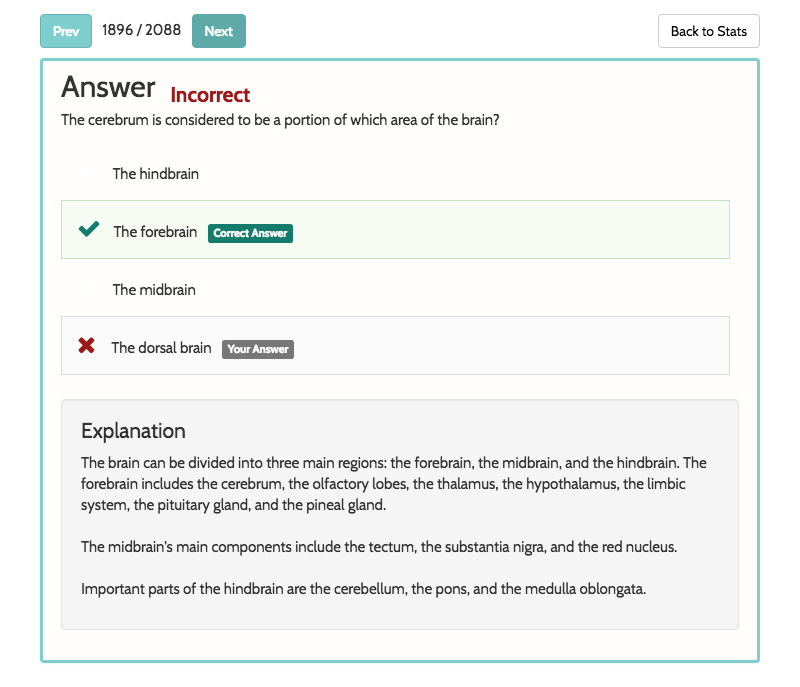 Prev 1896 / 2088 Next Back to Stats
Answer Incorrect
The cerebrum is considered to be a portion of which area of the brain?
The hindbrain
The forebrain Correct Answer
The midbrain
The dorsal brain Your Answer
Explanation
The brain can be divided into three main regions: the forebrain, the midbrain, and the hindbrain. The
forebrain includes the cerebrum, the olfactory lobes, the thalamus, the hypothalamus, the limbic
system, the pituitary gland, and the pineal gland.
The midbrain's main components include the tectum, the substantia nigra, and the red nucleus.
Important parts of the hindbrain are the cerebellum, the pons, and the medulla oblongata.